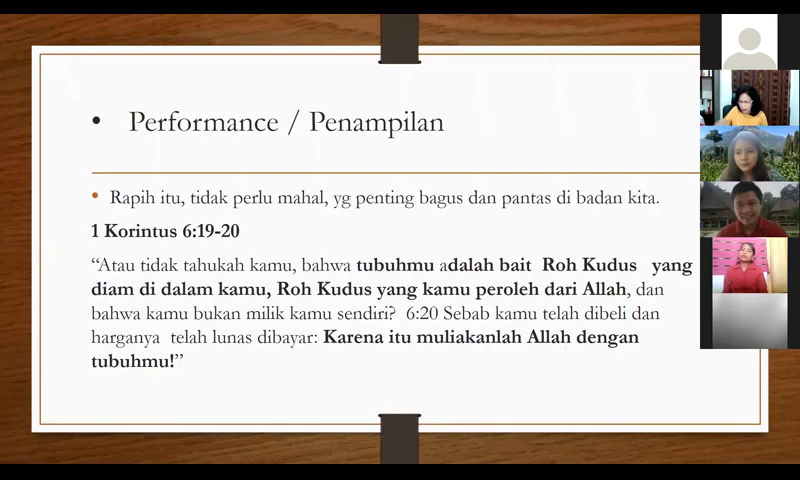 • Performance / Penampilan
• Rapih itu, tidak perlu mahal, yg penting bagus dan pantas di badan kita.
1 Korintus 6:19-20
“Atau tidak tahukah kamu, bahwa tubuhmu adalah bait Roh Kudus yang
diam di dalam kamu, Roh Kudus yang kamu peroleh dari Allah, dan
bahwa kamu bukan milik kamu sendiri? 6:20 Sebab kamu telah dibeli dan
harganya telah lunas dibayar: Karena itu muliakanlah Allah dengan
tubuhmu!”